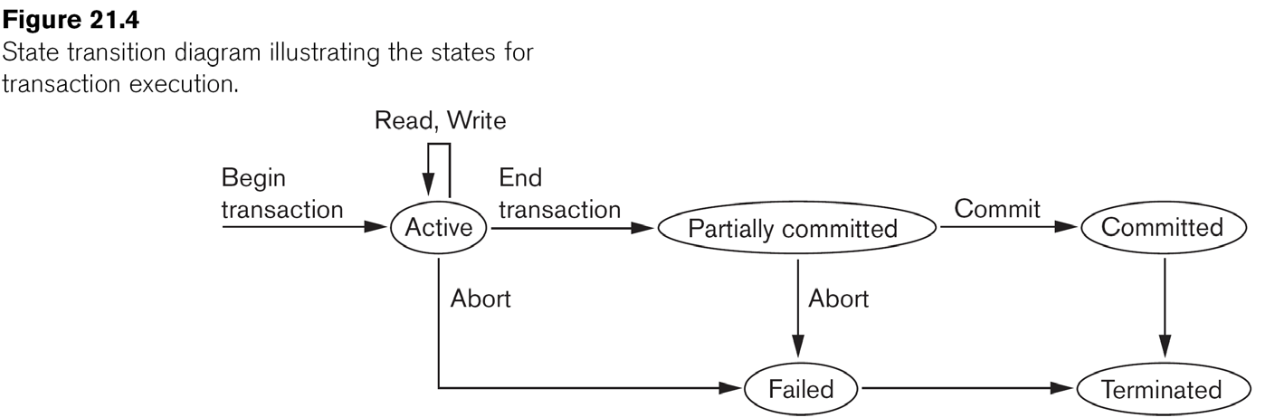 Figure 21.4
State transition diagram illustrating the states for
transaction execution.
Read, Write
Begin
transaction
End
transaction
Active
Partially committed
Commit
Committed
Abort
Abort
Failed
Terminated